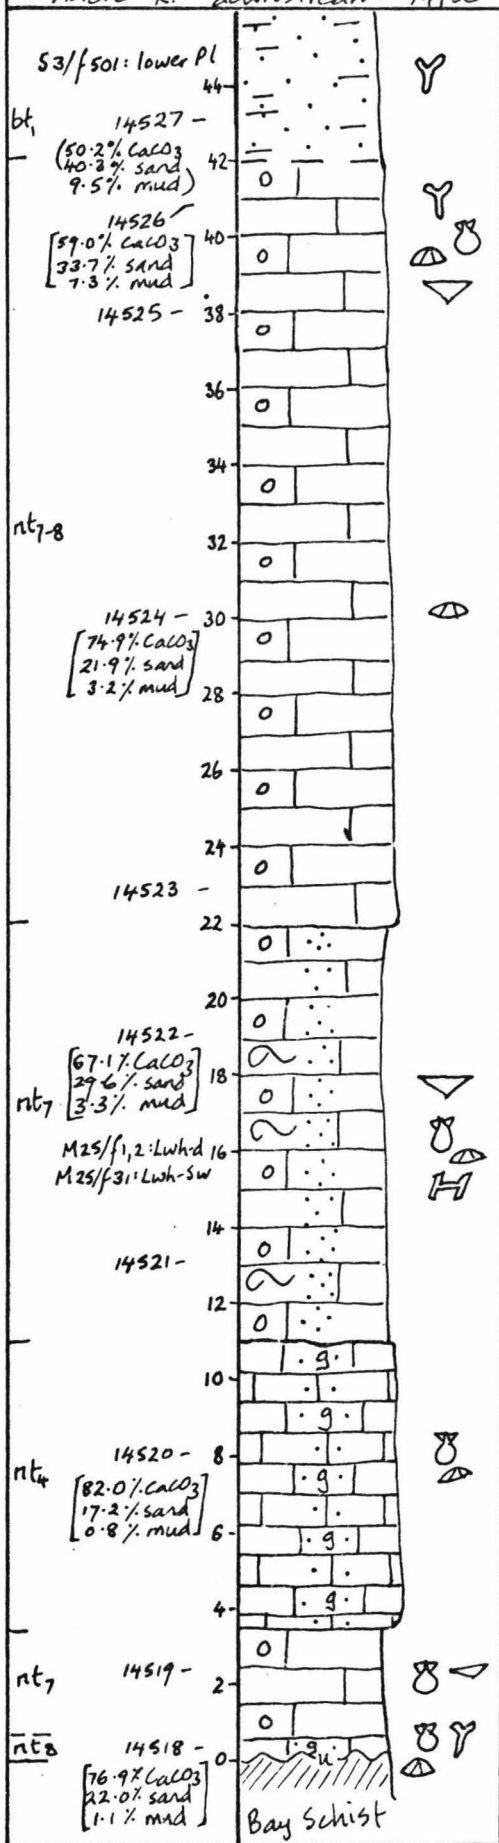 downstream
53/f501: lower Pl
44
bt₁
14527
(50.2% CaCO₃
42
40.3% sand
9.5% mud)
14526
40
[59.0% CaCO₃
33.7% sand
7.3% mud]
14525
38
36
34
nt₇₋₈
32
14524
30
[74.9% CaCO₃
21.9% sand
3.2% mud]
28
26
24
14523
22
20
14522
[67.1% CaCO₃
29.6% sand
18
3.3% mud]
nt₇
M25/f1,2: Lwh-d
16
M25/f31: Lwh-Sw
14
14521
12
10
g
g
14520
8
nt₄
[82.0% CaCO₃
g
17.2% sand
0.8% mud]
6
g
g
4
nt₇
14519
2
nt₈
14518
0
g
u
[76.9% CaCO₃
22.0% sand
1.1% mud]
Bay Schist